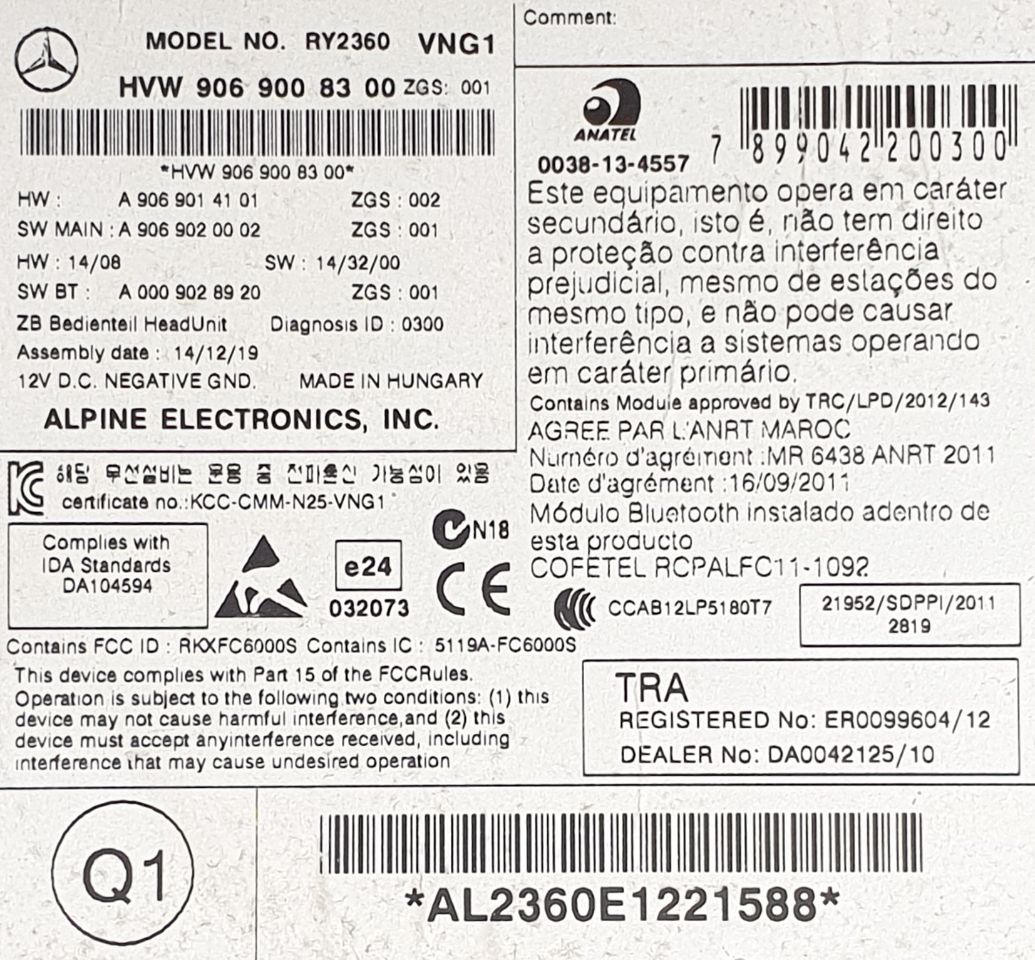 Comment:
MODEL NO. RY2360 VNG1
HVW 906 900 83 00 ZGS: 001
*HVW 906 900 83 00*
HW : A 906 901 41 01 ZGS : 002
SW MAIN : A 906 902 00 02 ZGS : 001
HW : 14/08 SW : 14/32/00
SW BT : A 000 902 89 20 ZGS : 001
ZB Bedienteil HeadUnit Diagnosis ID : 0300
Assembly date : 14/12/19
12V D.C. NEGATIVE GND. MADE IN HUNGARY
ALPINE ELECTRONICS, INC.
ANATEL
0038-13-4557
7 899042 200300
Este equipamento opera em caráter
secundário, isto é, não tem direito
a proteção contra interferência
prejudicial, mesmo de estações do
mesmo tipo, e não pode causar
interferência a sistemas operando
em caráter primário.
Contains Module approved by TRC/LPD/2012/143
AGREE PAR L'ANRT MAROC
Numéro d'agrément :MR 6438 ANRT 2011
Date d'agrément :16/09/2011
Módulo Bluetooth instalado adentro de
esta producto
COFETEL RCPALFC11-1092
해당 무선설비는 운용 중 전파혼신 가능성이 있음
certificate no.:KCC-CMM-N25-VNG1
Complies with
IDA Standards
DA104594
e24
032073
N18
CE
CCAB12LP5180T7
21952/SDPPI/2011
2819
Contains FCC ID : RKXFC6000S Contains IC : 5119A-FC6000S
This device complies with Part 15 of the FCCRules.
Operation is subject to the following two conditions: (1) this
device may not cause harmful interference,and (2) this
device must accept anyinterference received, including
interference that may cause undesired operation
TRA
REGISTERED No: ER0099604/12
DEALER No: DA0042125/10
Q1
*AL2360E1221588*